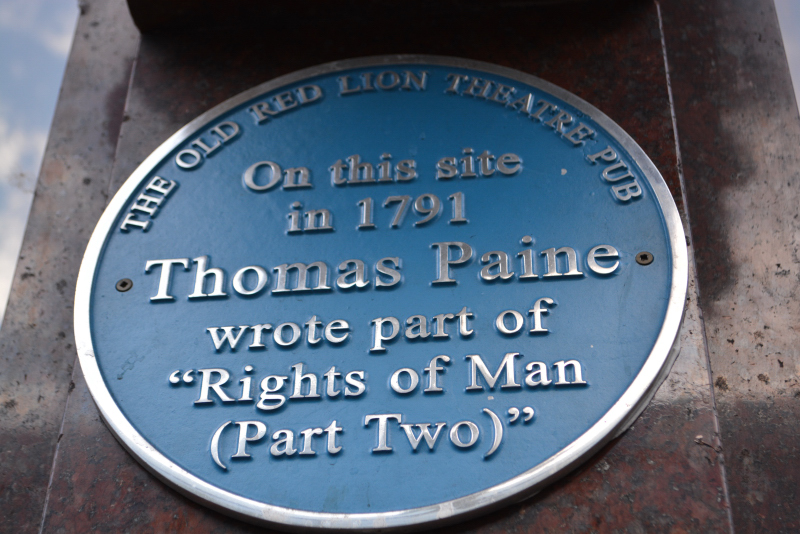 THE OLD RED LION THEATRE PUB
On this site
in 1791
Thomas Paine
wrote part of
“Rights of Man
(Part Two)”